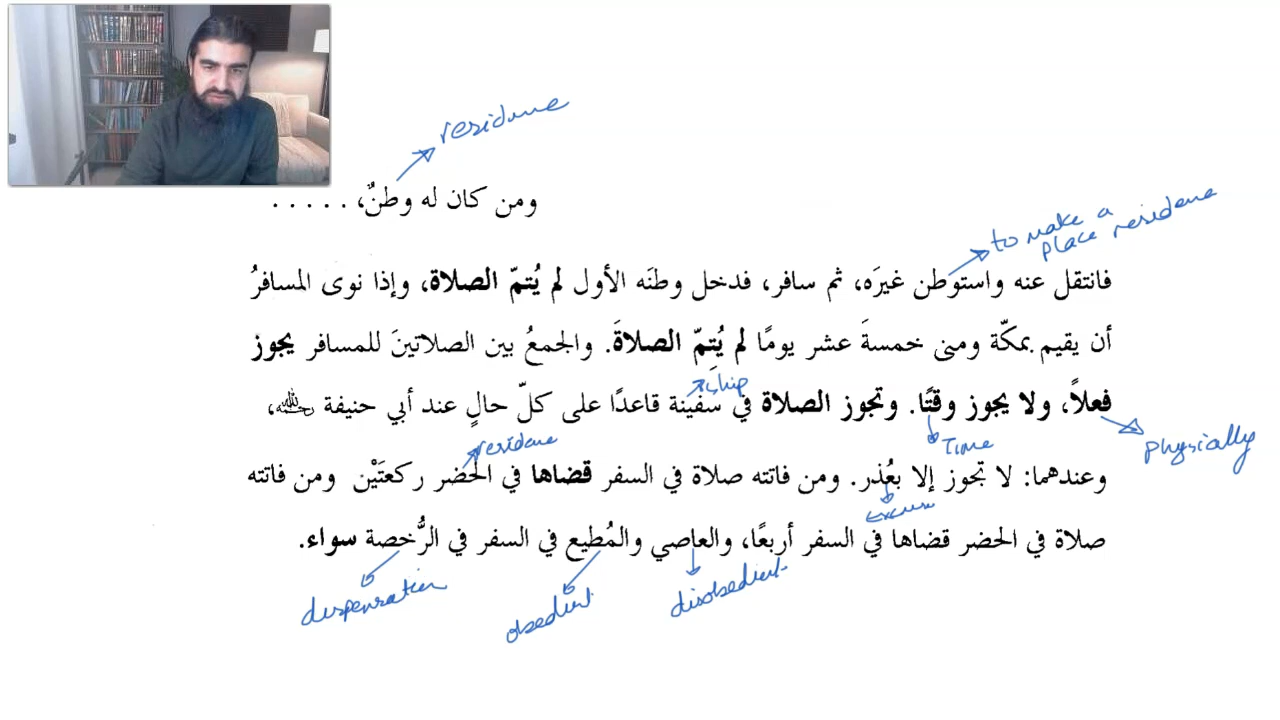 residence
ومن كان له وطنٌ، . . . . .
to make a
place residence
فانتقل عنه واستوطن غيرَه، ثم سافر، فدخل وطنَه الأول لم يُتمّ الصلاة، وإذا نوى المسافرُ
أن يقيم بمكّة ومنى خمسةَ عشر يومًا لم يُتِمّ الصلاةَ. والجمعُ بين الصلاتينَ للمسافر يجوز
ship
فعلاً، ولا يجوز وقتًا. وتجوز الصلاة في سفينة قاعدًا على كلّ حالٍ عند أبي حنيفة رحمه الله،
residence
Time
physically
وعندهما: لا تجوز إلا بعُذر. ومن فاتته صلاة في السفر قضاها في الحَضر ركعتَيْن ومن فاتته
Excuse
صلاة في الحضر قضاها في السفر أربعًا، والعاصي والمُطيع في السفر في الرُّخصة سواء.
dispensation
obedient
disobedient